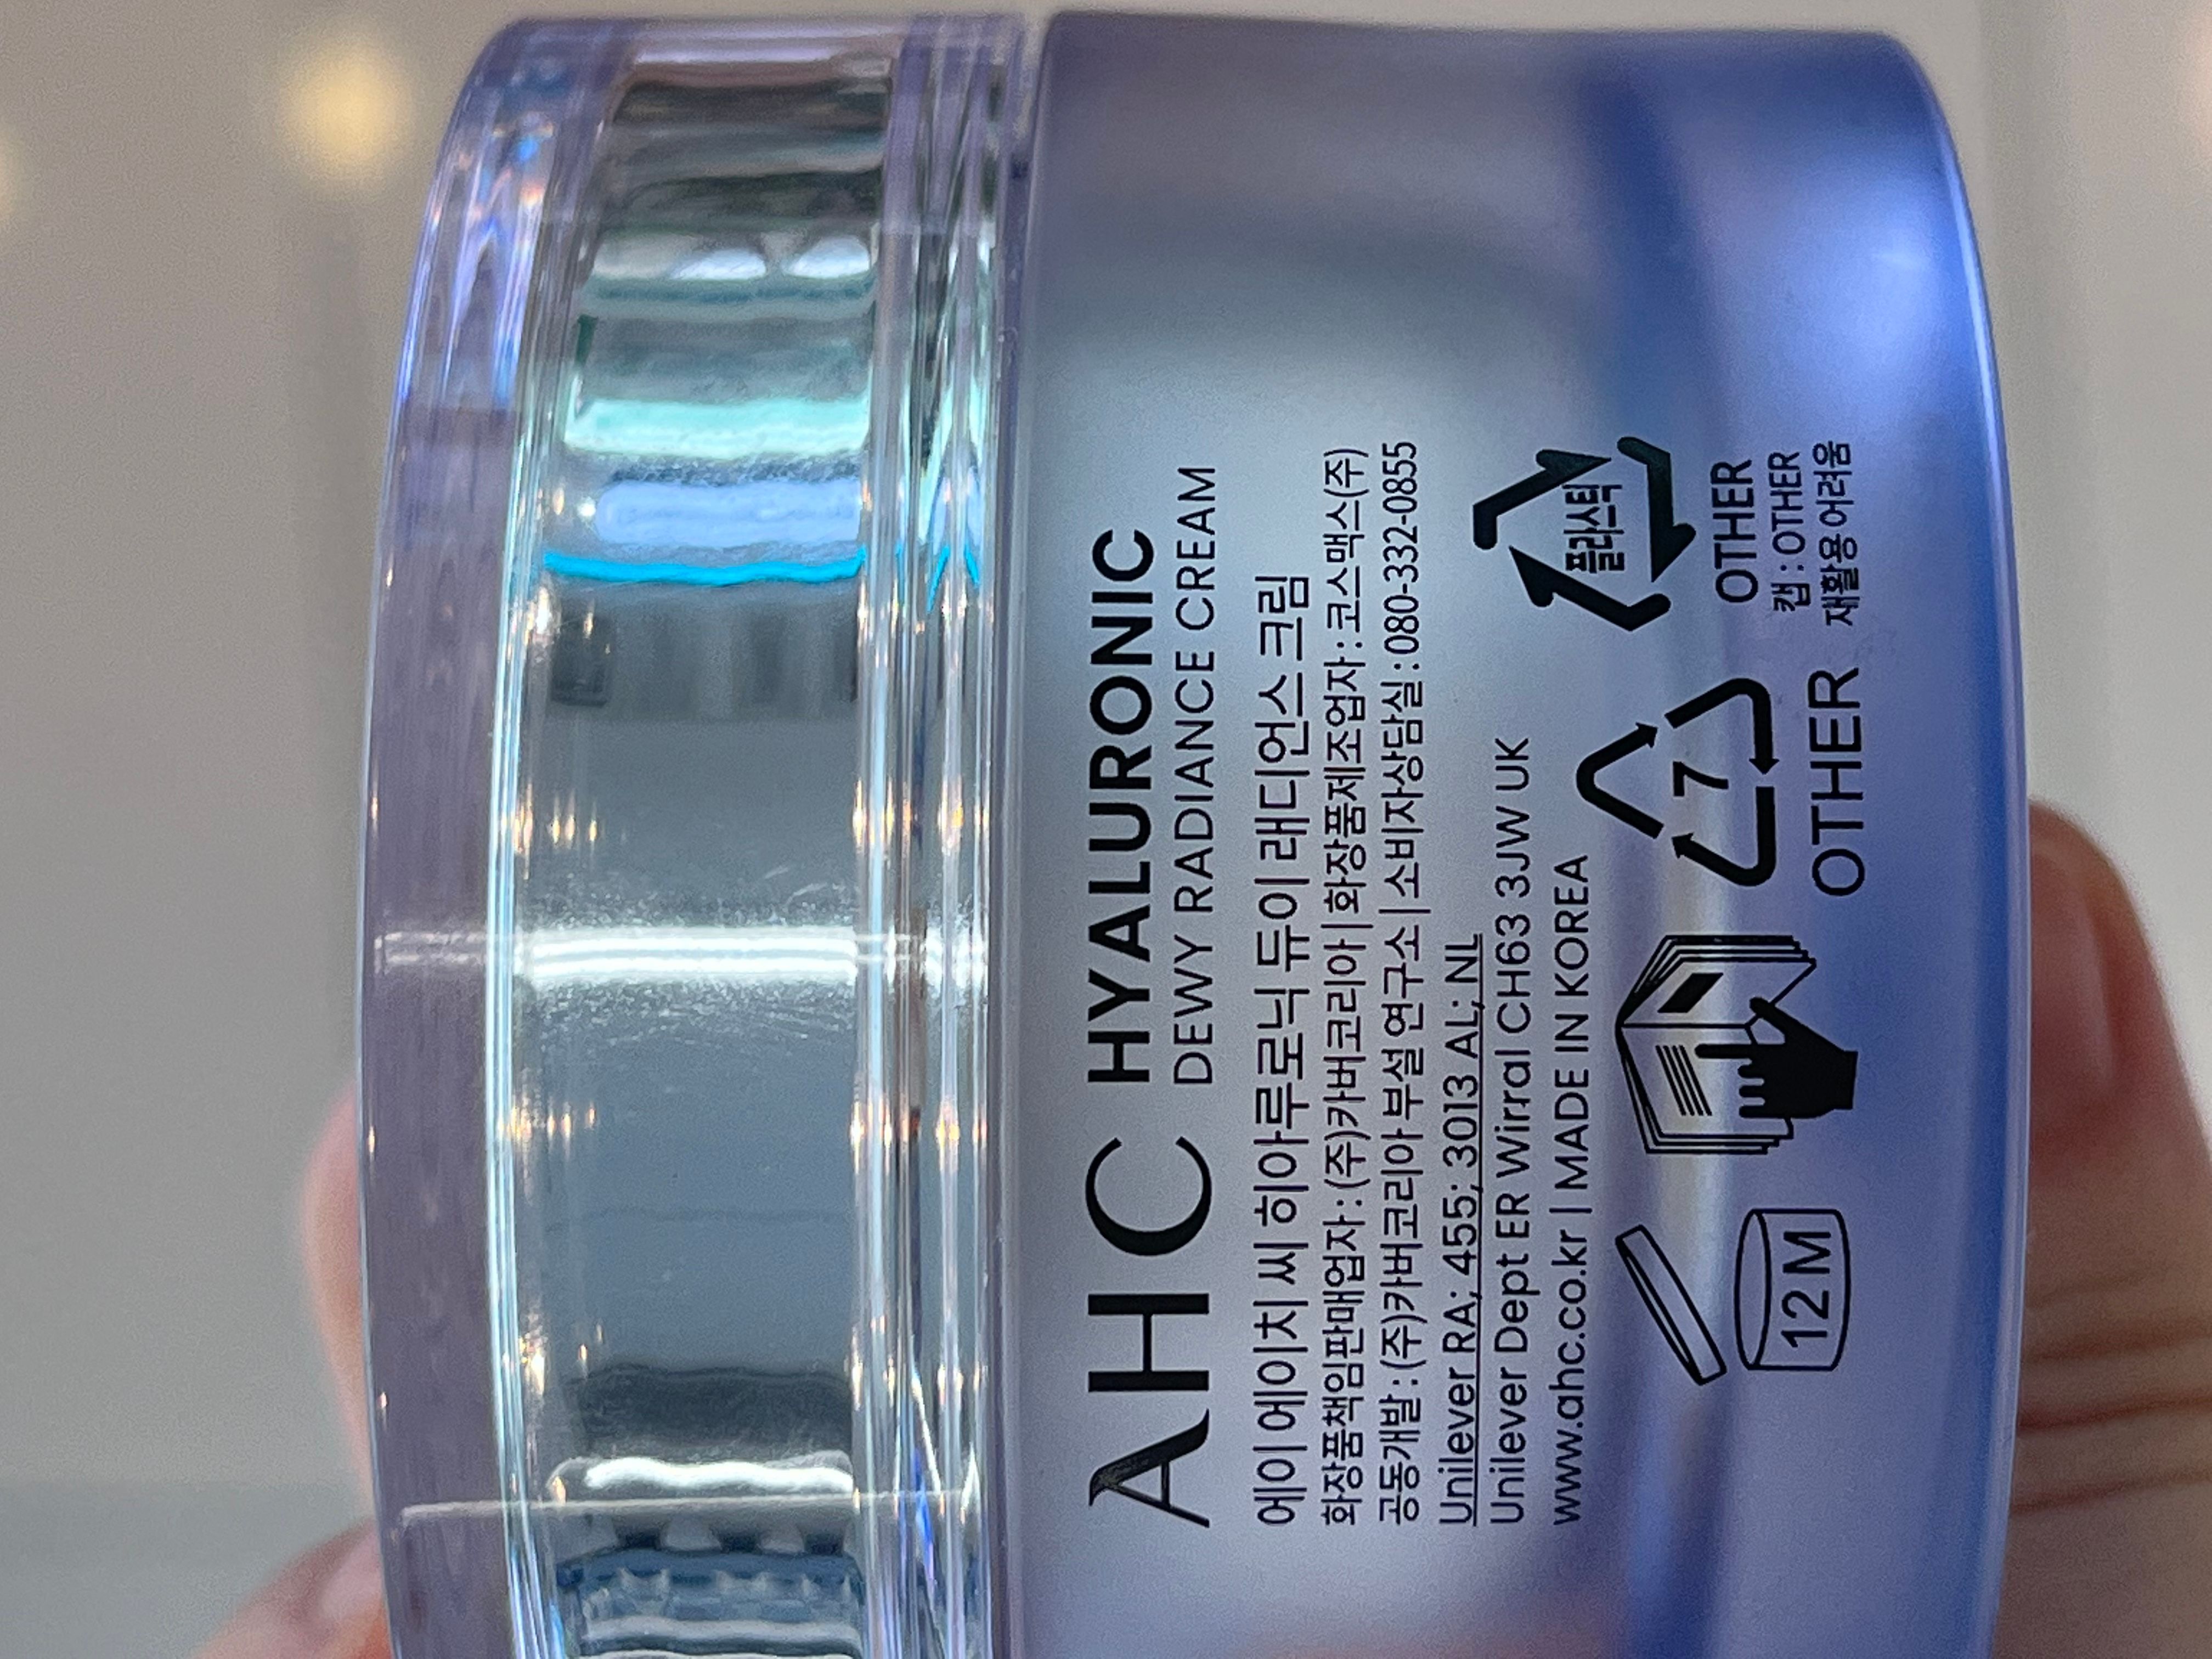 AHC HYALURONIC
DEWY RADIANCE CREAM
에이 에이치 씨 히아루로닉 듀이 래디언스 크림
화장품책임판매업자 : (주)카버코리아 | 화장품제조업자 : 코스맥스(주)
공동개발 : (주)카버코리아 부설 연구소 | 소비자상담실 : 080-332-0855
Unilever RA; 455; 3013 AL; NL
Unilever Dept ER Wirral CH63 3JW UK
www.ahc.co.kr | MADE IN KOREA
12 M
7
OTHER
플라스틱
OTHER
캡 : OTHER
재활용 어려움